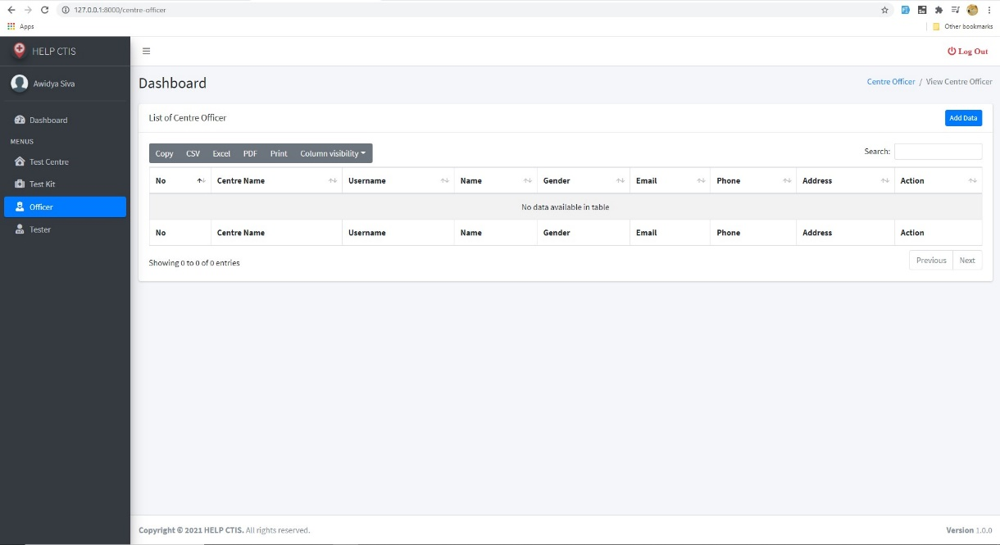 127.0.0.1:8000/centre-officer
Apps
Other bookmarks
HELP CTIS
Log Out
Awidya Siva
Dashboard
Centre Officer / View Centre Officer
List of Centre Officer
Add Data
Dashboard
MENUS
Test Centre
Test Kit
Officer
Tester
Copy CSV Excel PDF Print Column visibility
Search:
No Centre Name Username Name Gender Email Phone Address Action
No data available in table
No Centre Name Username Name Gender Email Phone Address Action
Showing 0 to 0 of 0 entries
Previous Next
Copyright © 2021 HELP CTIS. All rights reserved.
Version 1.0.0